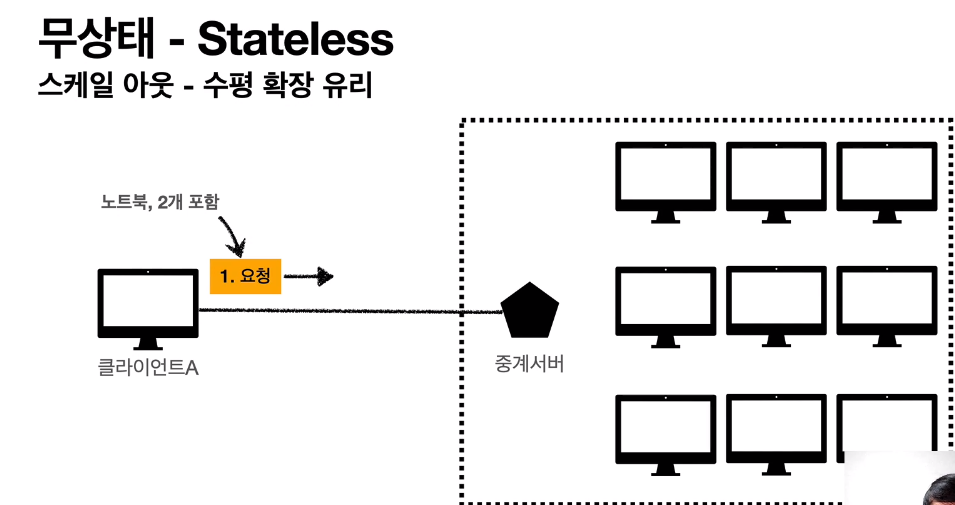 무상태 - Stateless
스케일 아웃 - 수평 확장 유리
노트북, 2개 포함
1. 요청
클라이언트A
중계서버